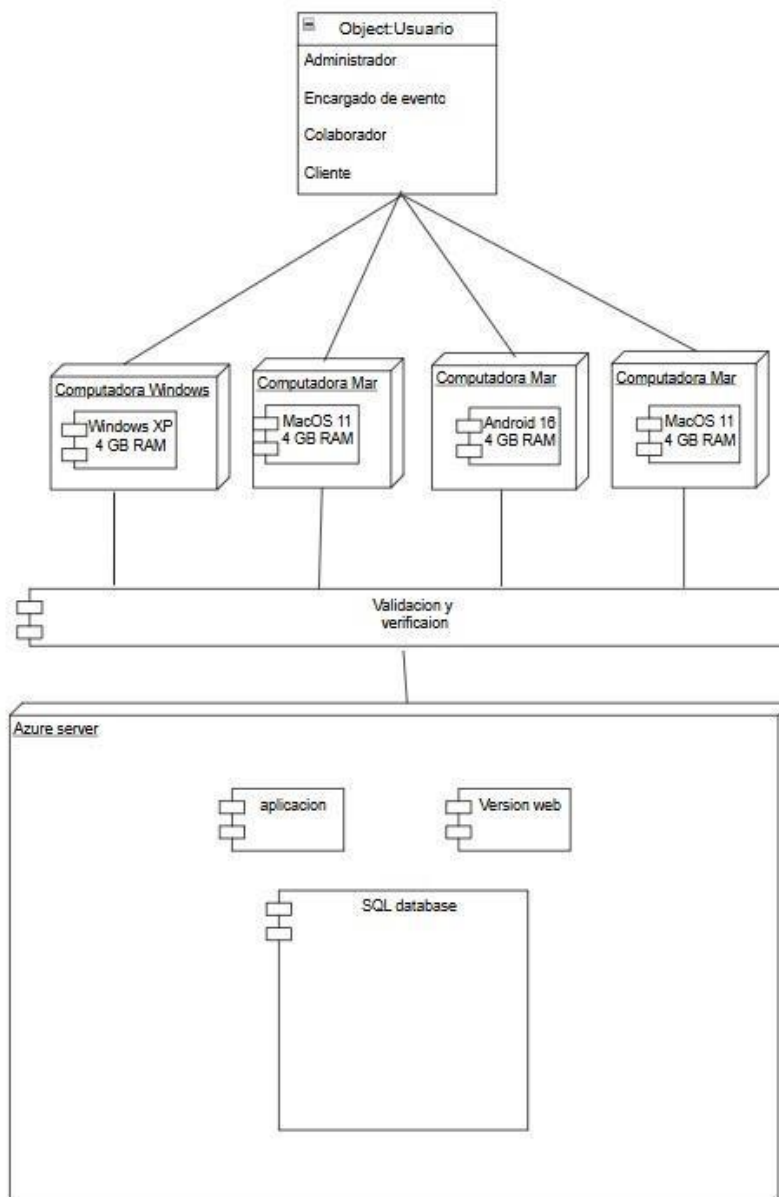 Object:Usuario
Administrador
Encargado de evento
Colaborador
Cliente
Computadora Windows
Windows XP
4 GB RAM
Computadora Mar
MacOS 11
4 GB RAM
Computadora Mar
Android 16
4 GB RAM
Computadora Mar
MacOS 11
4 GB RAM
Validacion y
verificaion
Azure server
aplicacion
Version web
SQL database